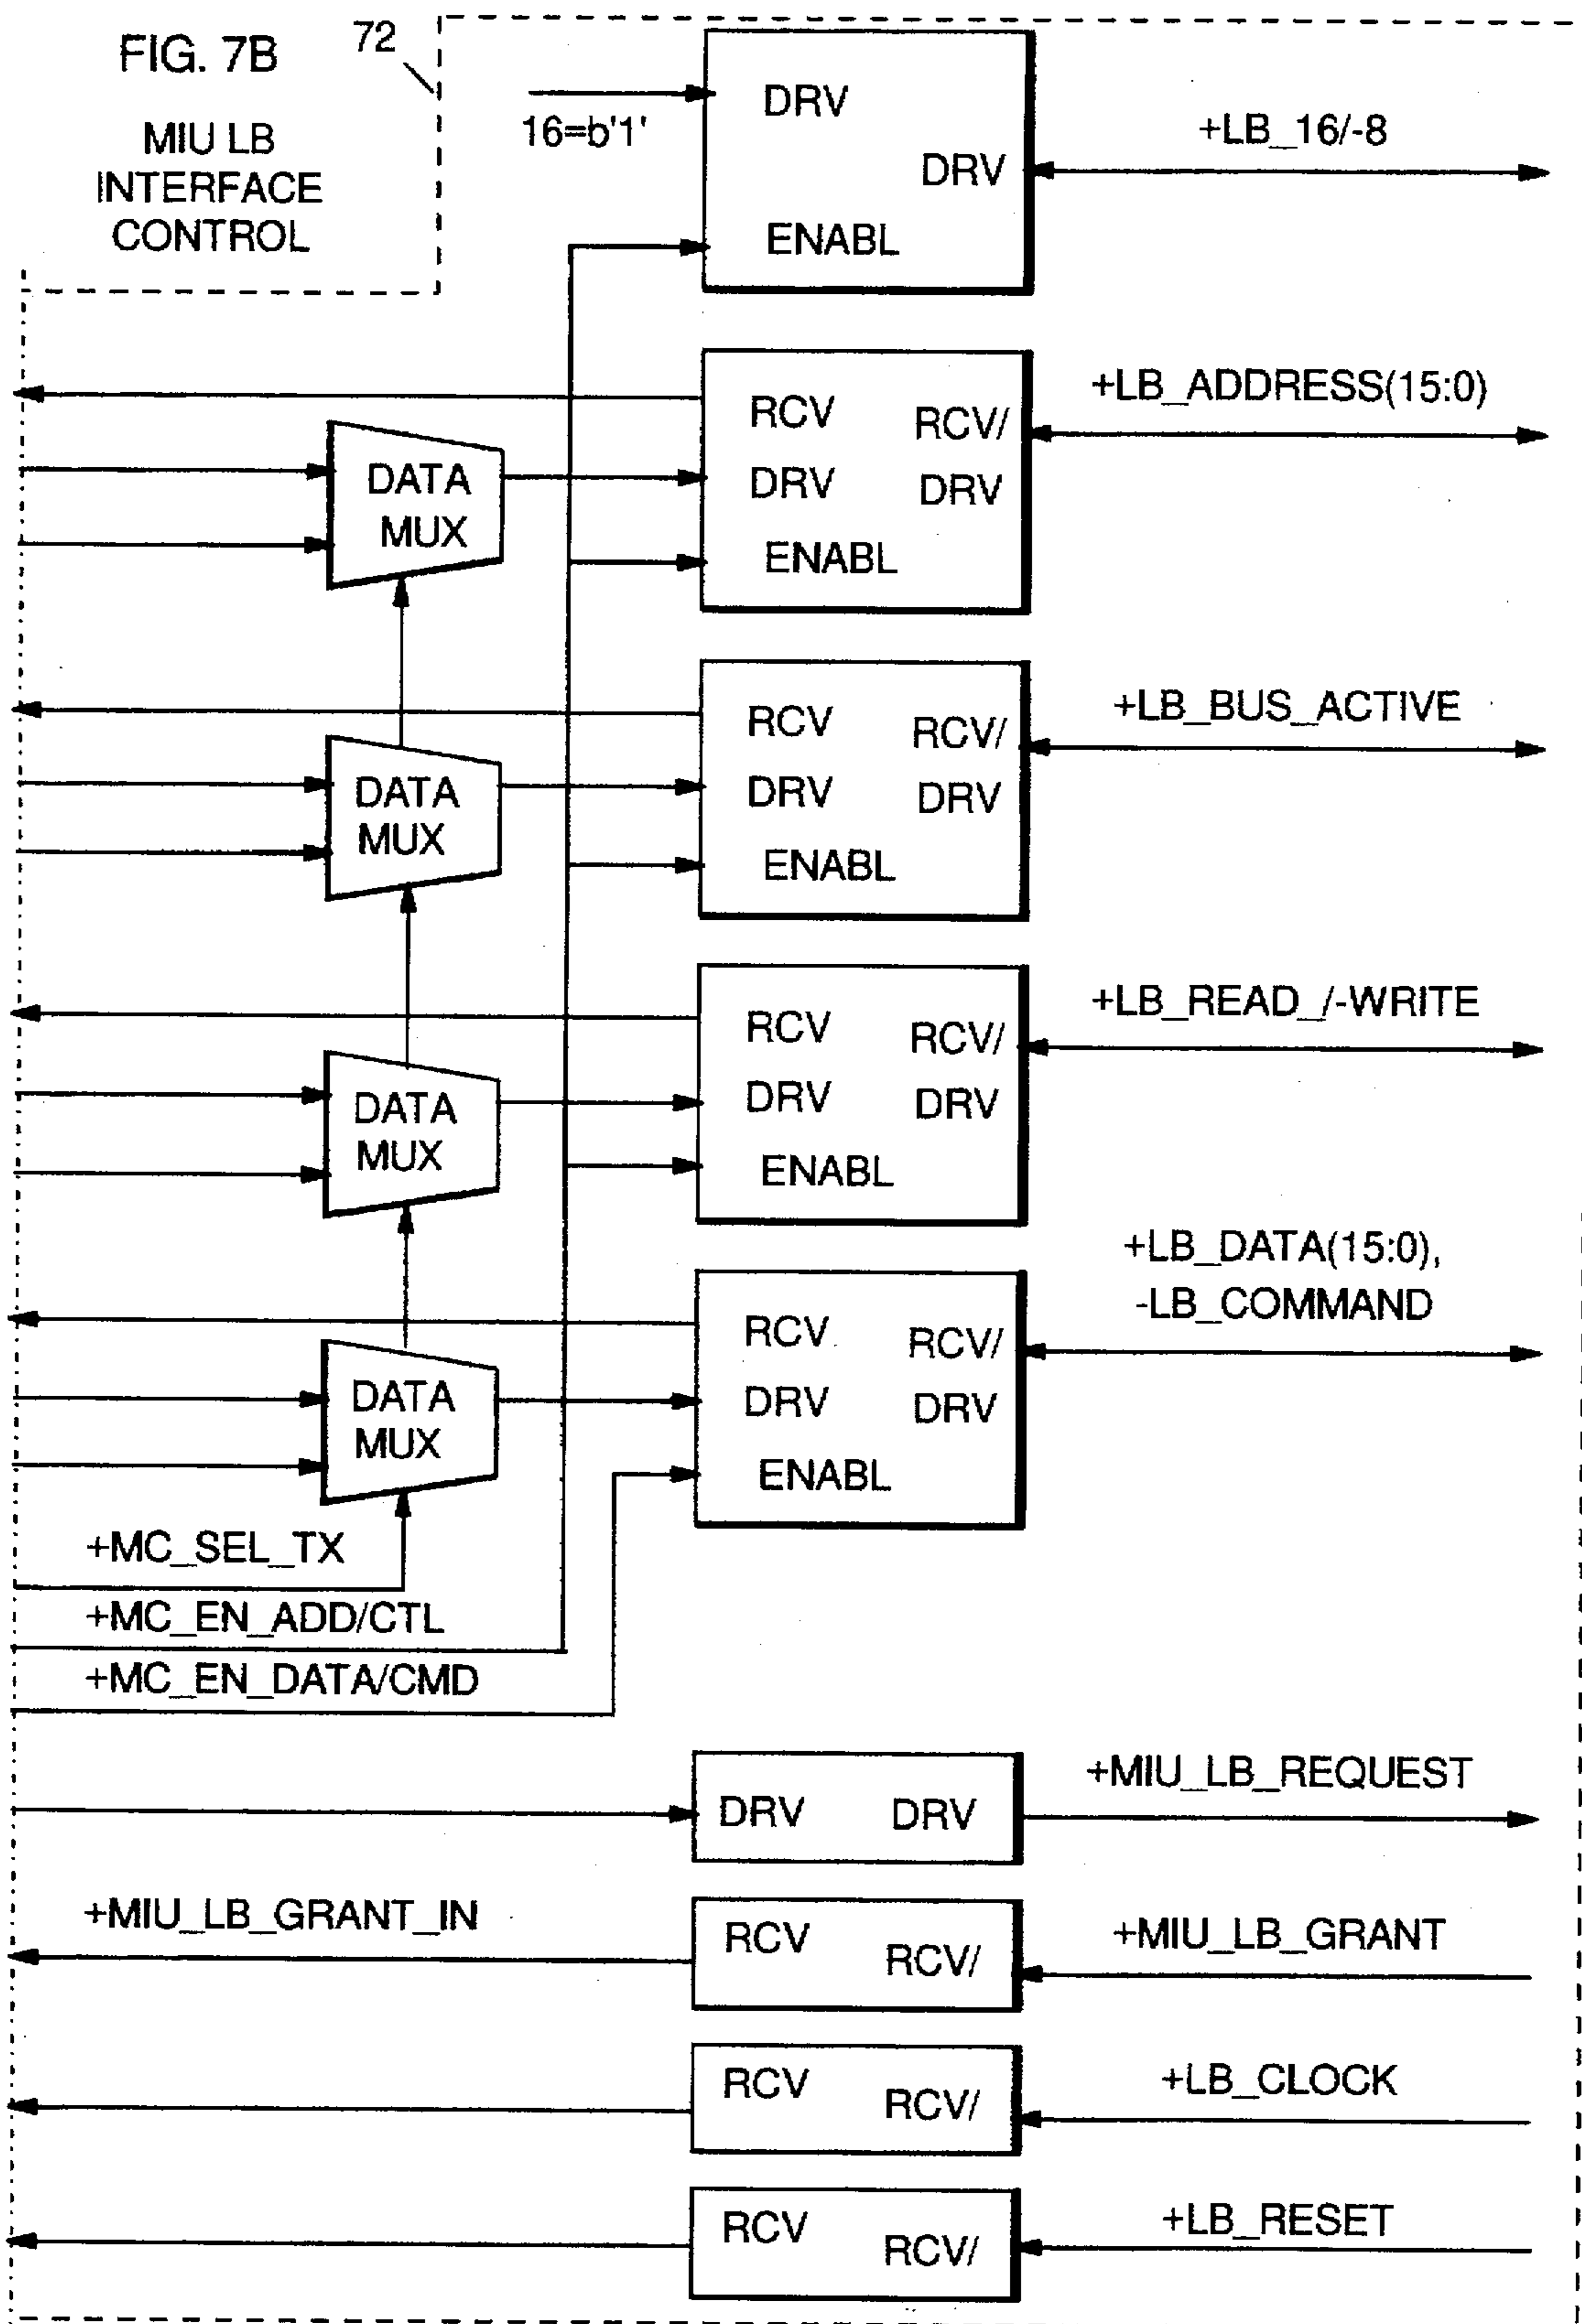 FIG. 7B
72
MIU LB
INTERFACE
CONTROL
16=b'1'
DRV
DRV
ENABL
+LB_16/-8
DATA
MUX
RCV
RCV/
DRV
DRV
ENABL
+LB_ADDRESS(15:0)
DATA
MUX
RCV
RCV/
DRV
DRV
ENABL
+LB_BUS_ACTIVE
DATA
MUX
RCV
RCV/
DRV
DRV
ENABL
+LB_READ_/-WRITE
DATA
MUX
RCV
RCV/
DRV
DRV
ENABL
+LB_DATA(15:0),
-LB_COMMAND
+MC_SEL_TX
+MC_EN_ADD/CTL
+MC_EN_DATA/CMD
DRV DRV
+MIU_LB_REQUEST
+MIU_LB_GRANT_IN
RCV
RCV/
+MIU_LB_GRANT
RCV
RCV/
+LB_CLOCK
RCV
RCV/
+LB_RESET